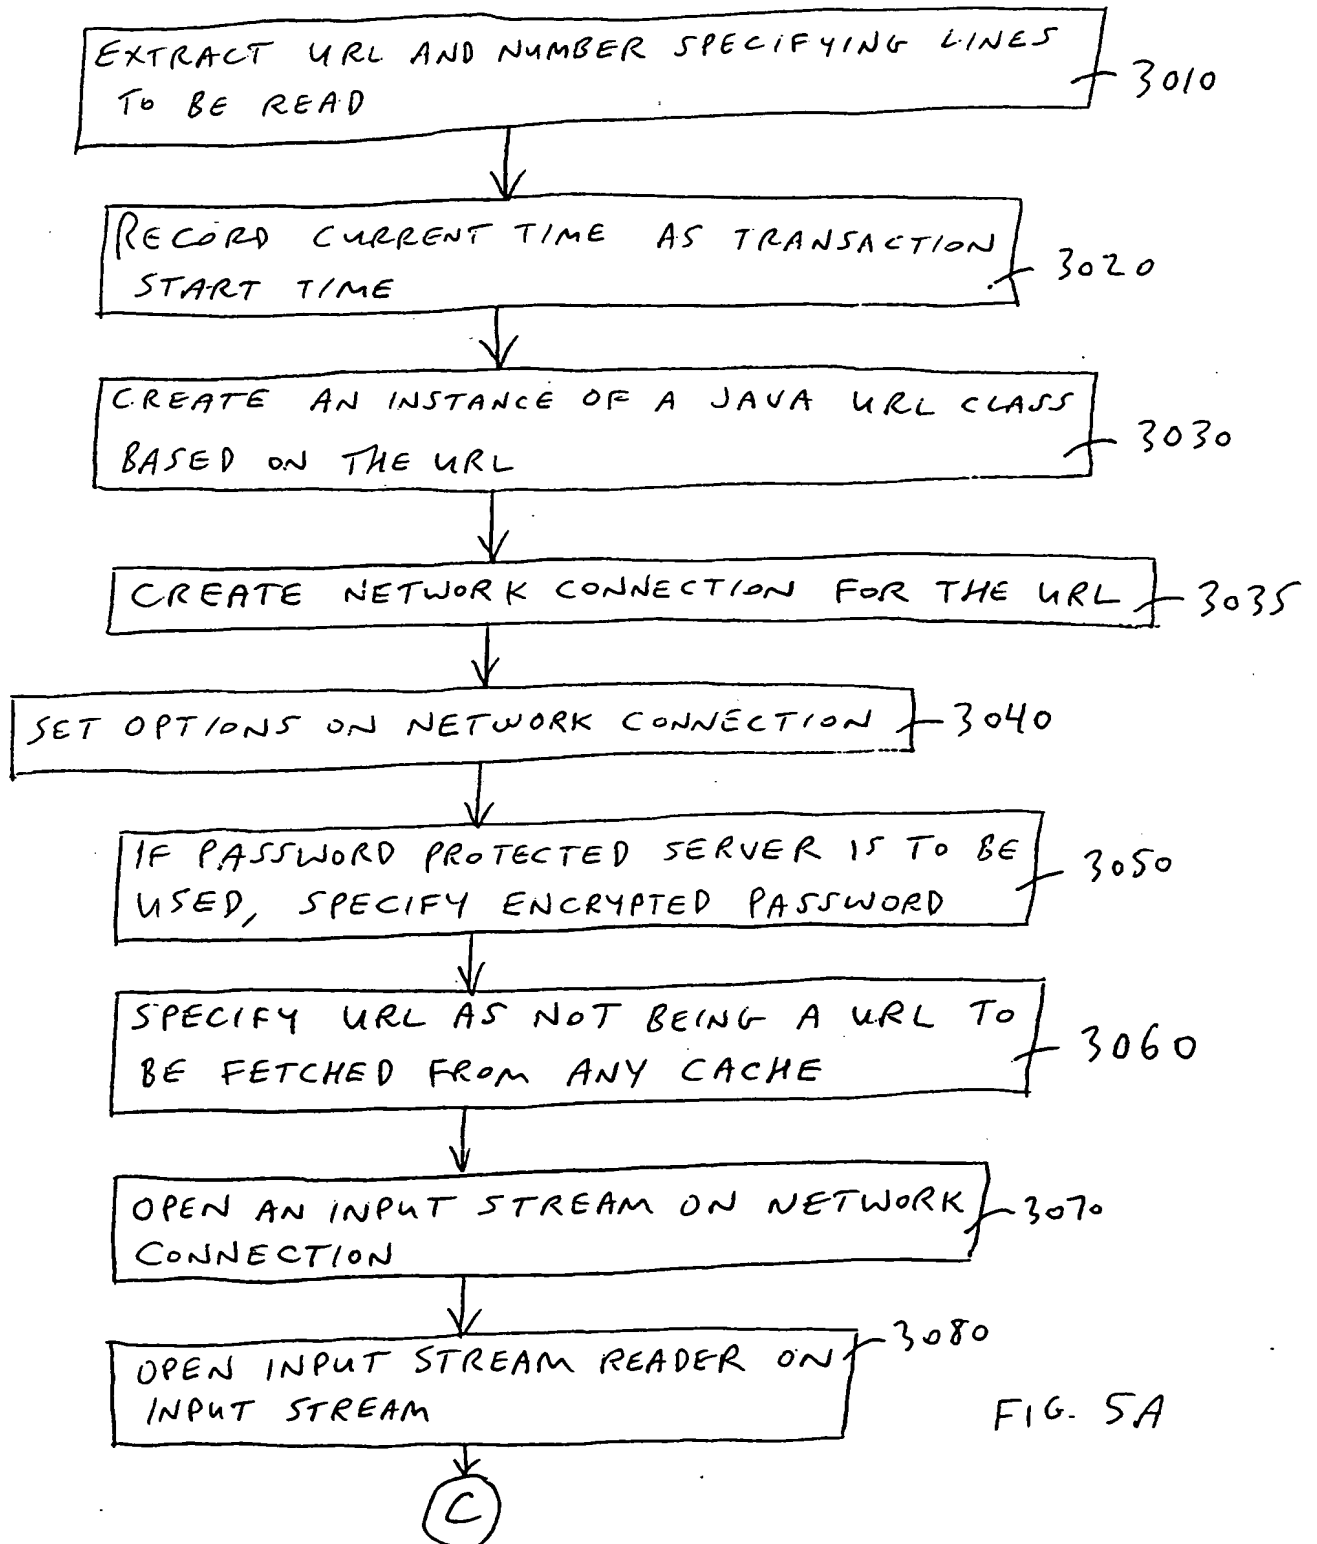 EXTRACT URL AND NUMBER SPECIFYING LINES
TO BE READ
3010
RECORD CURRENT TIME AS TRANSACTION
START TIME
3020
CREATE AN INSTANCE OF A JAVA URL CLASS
BASED ON THE URL
3030
CREATE NETWORK CONNECTION FOR THE URL
3035
SET OPTIONS ON NETWORK CONNECTION
3040
IF PASSWORD PROTECTED SERVER IS TO BE
USED, SPECIFY ENCRYPTED PASSWORD
3050
SPECIFY URL AS NOT BEING A URL TO
BE FETCHED FROM ANY CACHE
3060
OPEN AN INPUT STREAM ON NETWORK
CONNECTION
3070
OPEN INPUT STREAM READER ON
INPUT STREAM
3080
FIG. 5A
C